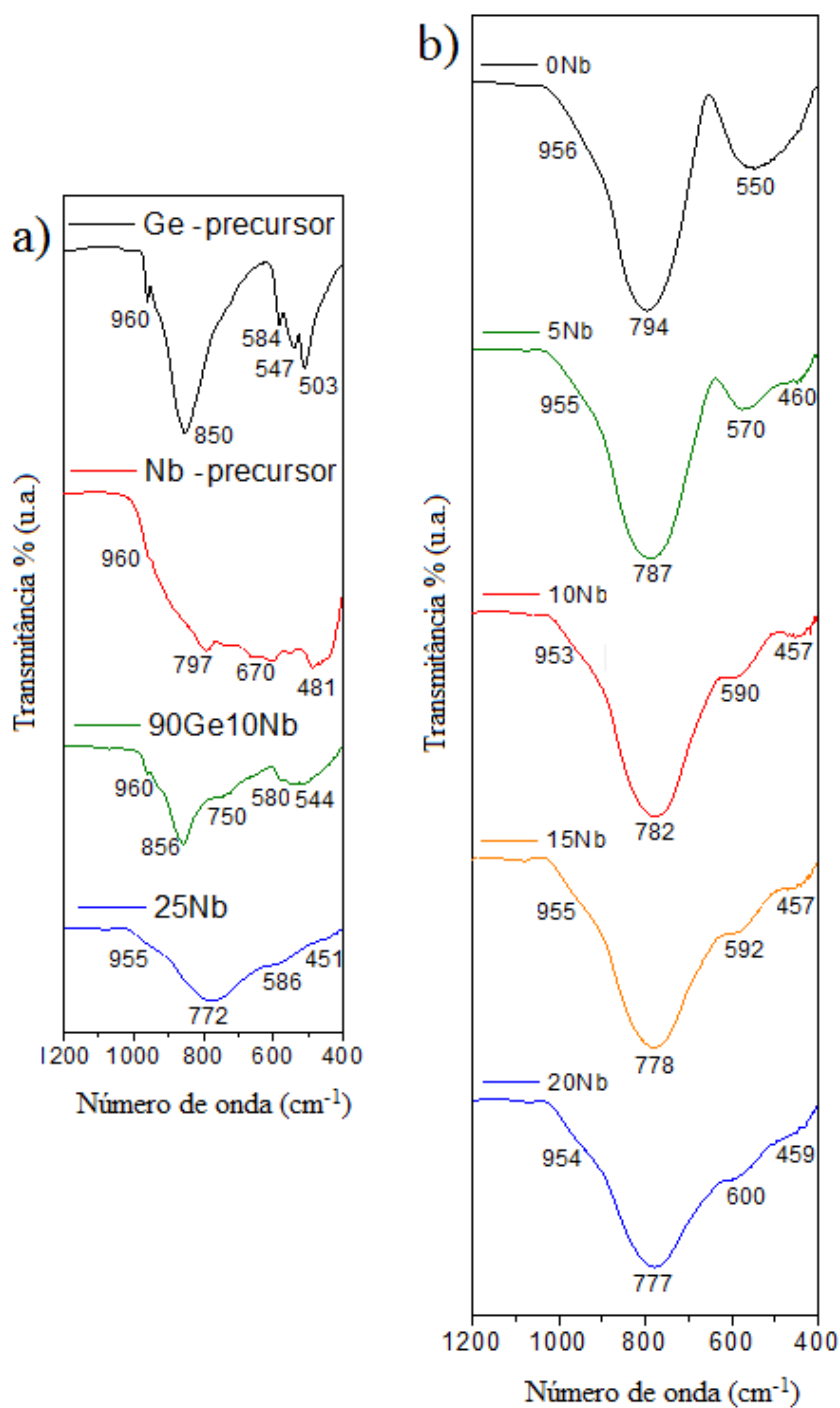 a)
Ge -precursor
960
584
547
503
850
Nb -precursor
960
797
670
481
90Ge10Nb
960
856
750
580
544
25Nb
955
772
586
451
1200 1000 800 600 400
Número de onda (cm-1)
Transmitância % (u.a.)
b)
0Nb
956
550
794
5Nb
955
460
570
787
10Nb
953
457
590
782
15Nb
955
457
592
778
20Nb
954
459
600
777
1200 1000 800 600 400
Número de onda (cm-1)
Transmitância % (u.a.)